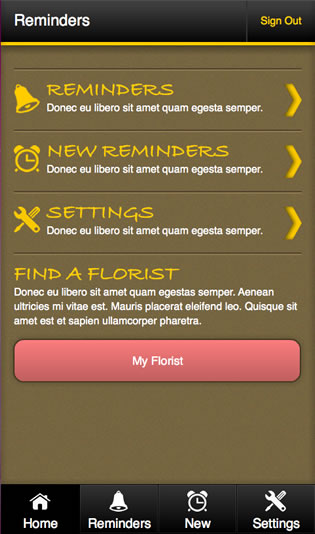 Reminders
Sign Out
REMINDERS
Donec eu libero sit amet quam egesta semper.
NEW REMINDERS
Donec eu libero sit amet quam egesta semper.
SETTINGS
Donec eu libero sit amet quam egesta semper.
FIND A FLORIST
Donec eu libero sit amet quam egestas semper. Aenean
ultricies mi vitae est. Mauris placerat eleifend leo. Quisque sit
amet est et sapien ullamcorper pharetra.
My Florist
Home
Reminders
New
Settings